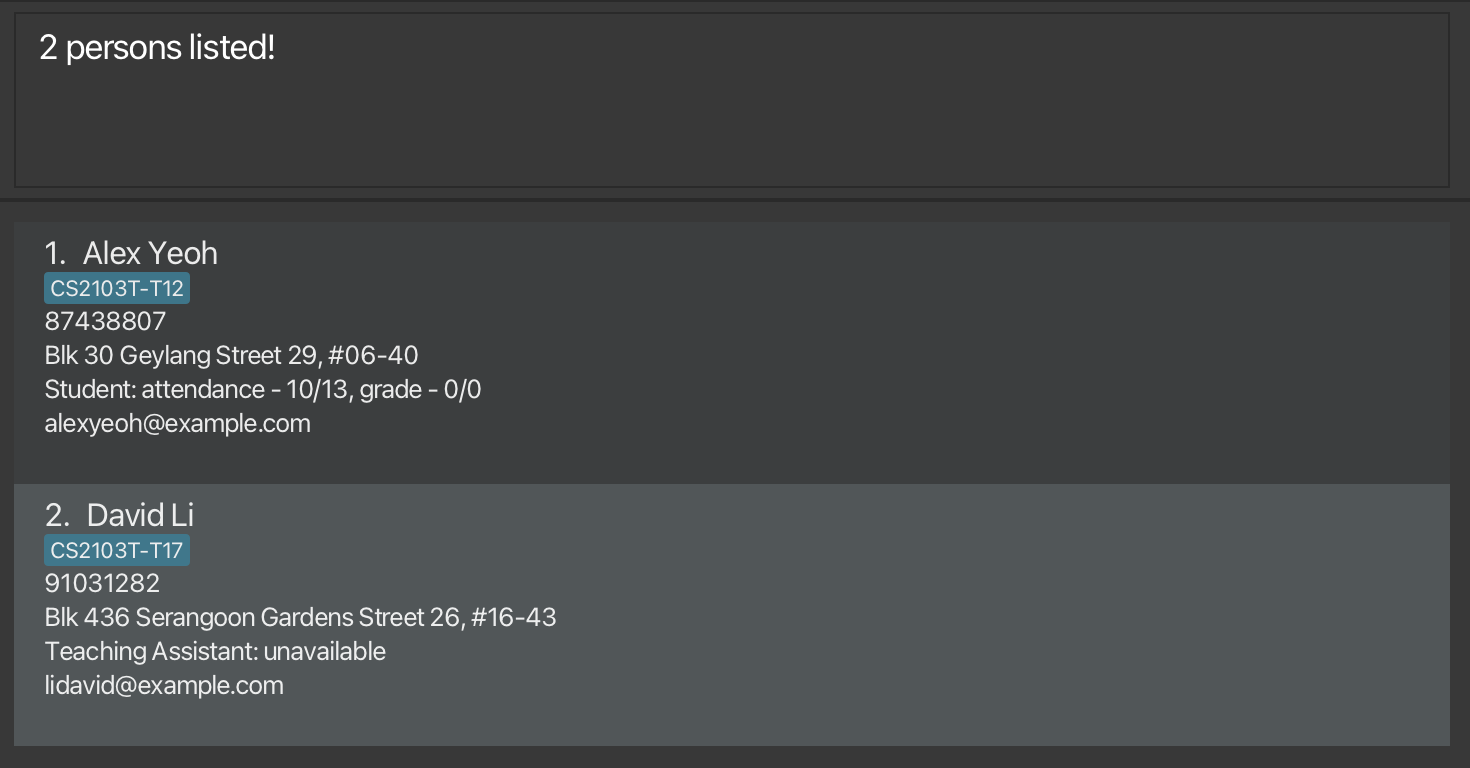 2 persons listed!
1. Alex Yeoh
CS2103T-T12
87438807
Blk 30 Geylang Street 29, #06-40
Student: attendance - 10/13, grade - 0/0
alexyeoh@example.com
2. David Li
CS2103T-T17
91031282
Blk 436 Serangoon Gardens Street 26, #16-43
Teaching Assistant: unavailable
lidavid@example.com